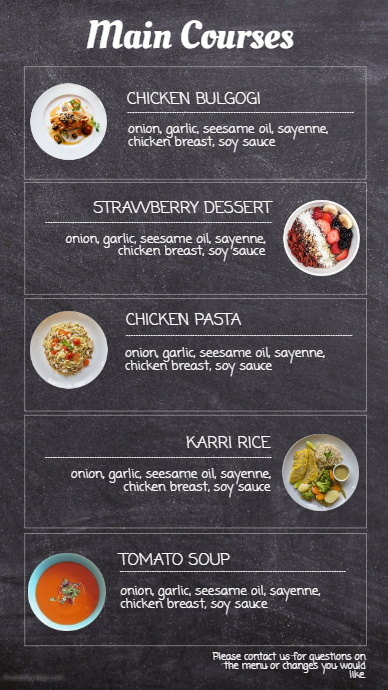 Main Courses
CHICKEN BULGOGI
onion, garlic, seesame oil, sayenne,
chicken breast, soy sauce
STRAWBERRY DESSERT
onion, garlic, seesame oil, sayenne,
chicken breast, soy sauce
CHICKEN PASTA
onion, garlic, seesame oil, sayenne,
chicken breast, soy sauce
KARRI RICE
onion, garlic, seesame oil, sayenne,
chicken breast, soy sauce
TOMATO SOUP
onion, garlic, seesame oil, sayenne,
chicken breast, soy sauce
Please contact us for questions on
the menu or changes you would
like.